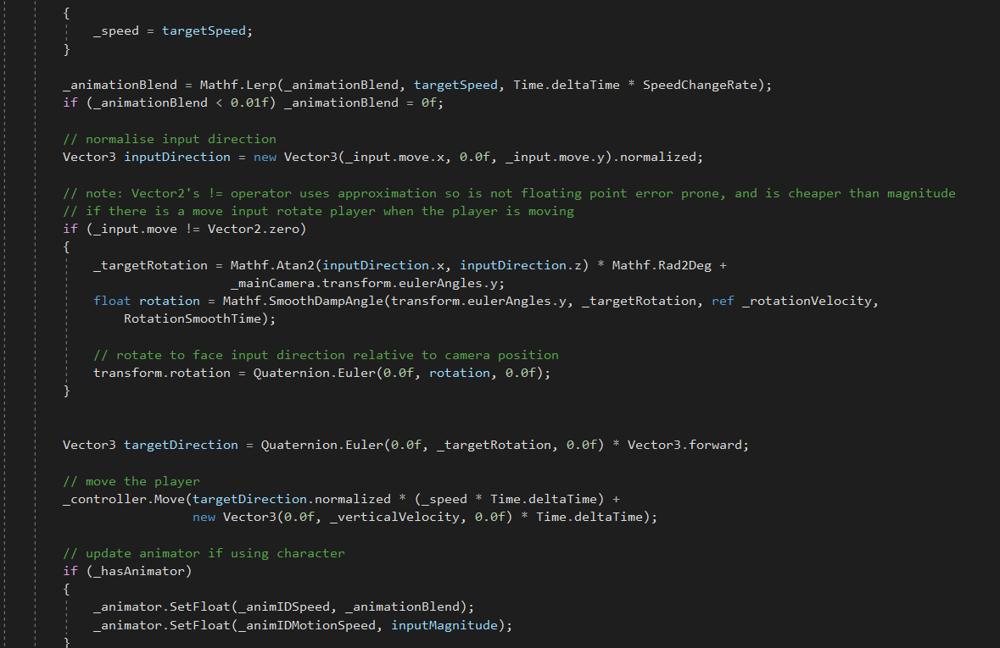 {
_speed = targetSpeed;
}
_animationBlend = Mathf.Lerp(_animationBlend, targetSpeed, Time.deltaTime * SpeedChangeRate);
if (_animationBlend < 0.01f) _animationBlend = 0f;
// normalise input direction
Vector3 inputDirection = new Vector3(_input.move.x, 0.0f, _input.move.y).normalized;
// note: Vector2's != operator uses approximation so is not floating point error prone, and is cheaper than magnitude
// if there is a move input rotate player when the player is moving
if (_input.move != Vector2.zero)
{
_targetRotation = Mathf.Atan2(inputDirection.x, inputDirection.z) * Mathf.Rad2Deg +
_mainCamera.transform.eulerAngles.y;
float rotation = Mathf.SmoothDampAngle(transform.eulerAngles.y, _targetRotation, ref _rotationVelocity,
RotationSmoothTime);
// rotate to face input direction relative to camera position
transform.rotation = Quaternion.Euler(0.0f, rotation, 0.0f);
}
Vector3 targetDirection = Quaternion.Euler(0.0f, _targetRotation, 0.0f) * Vector3.forward;
// move the player
_controller.Move(targetDirection.normalized * (_speed * Time.deltaTime) +
new Vector3(0.0f, _verticalVelocity, 0.0f) * Time.deltaTime);
// update animator if using character
if (_hasAnimator)
{
_animator.SetFloat(_animIDSpeed, _animationBlend);
_animator.SetFloat(_animIDMotionSpeed, inputMagnitude);
}